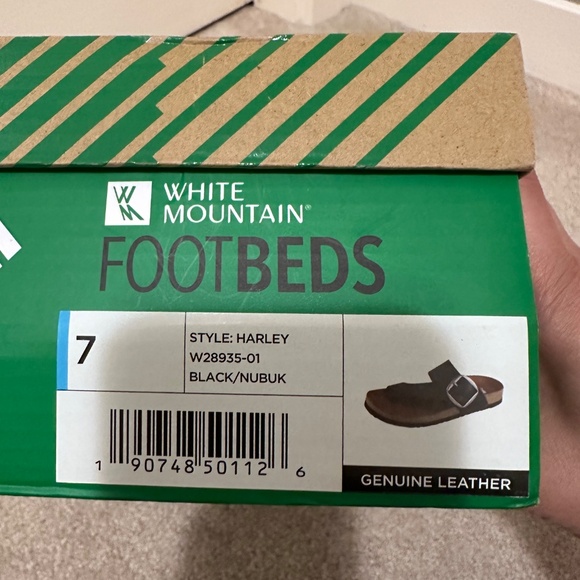 WHITE
MOUNTAIN®
FOOTBEDS
7
STYLE: HARLEY
W28935-01
BLACK/NUBUK
1 90748 50112 6
GENUINE LEATHER